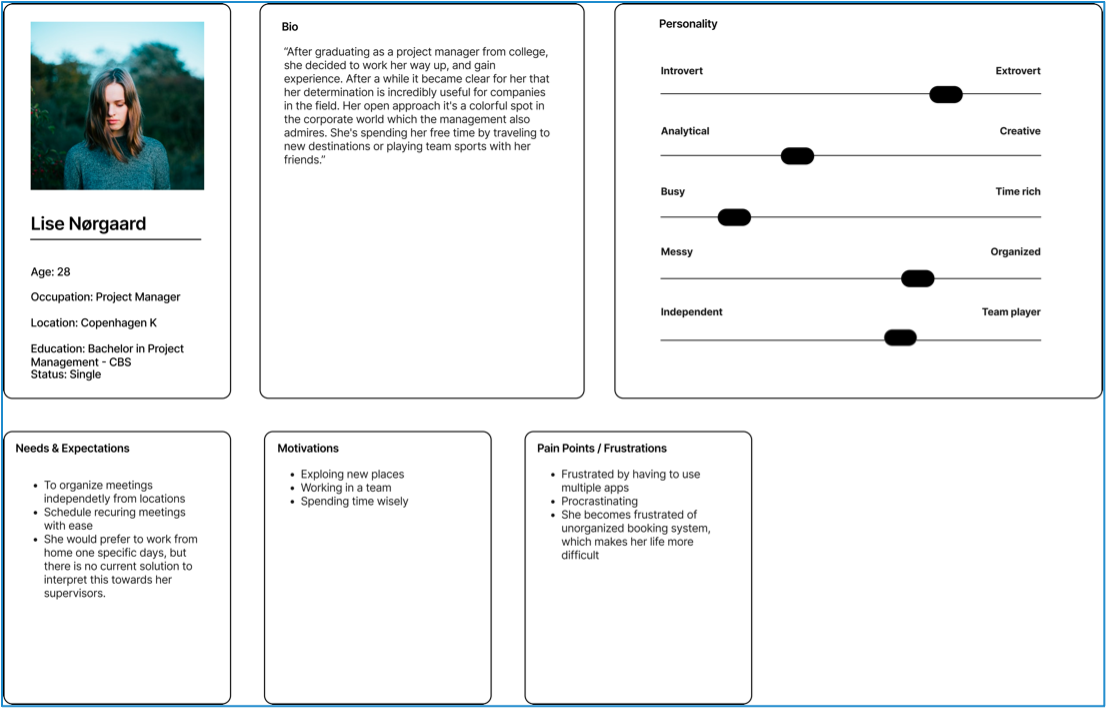 Lise Nørgaard
Age: 28
Occupation: Project Manager
Location: Copenhagen K
Education: Bachelor in Project
Management - CBS
Status: Single
Bio
“After graduating as a project manager from college,
she decided to work her way up, and gain
experience. After a while it became clear for her that
her determination is incredibly useful for companies
in the field. Her open approach it's a colorful spot in
the corporate world which the management also
admires. She's spending her free time by traveling to
new destinations or playing team sports with her
friends.”
Personality
Introvert Extrovert
Analytical Creative
Busy Time rich
Messy Organized
Independent Team player
Needs & Expectations
• To organize meetings
independetly from locations
• Schedule recuring meetings
with ease
• She would prefer to work from
home one specific days, but
there is no current solution to
interpret this towards her
supervisors.
Motivations
• Exploing new places
• Working in a team
• Spending time wisely
Pain Points / Frustrations
• Frustrated by having to use
multiple apps
• Procrastinating
• She becomes frustrated of
unorganized booking system,
which makes her life more
difficult